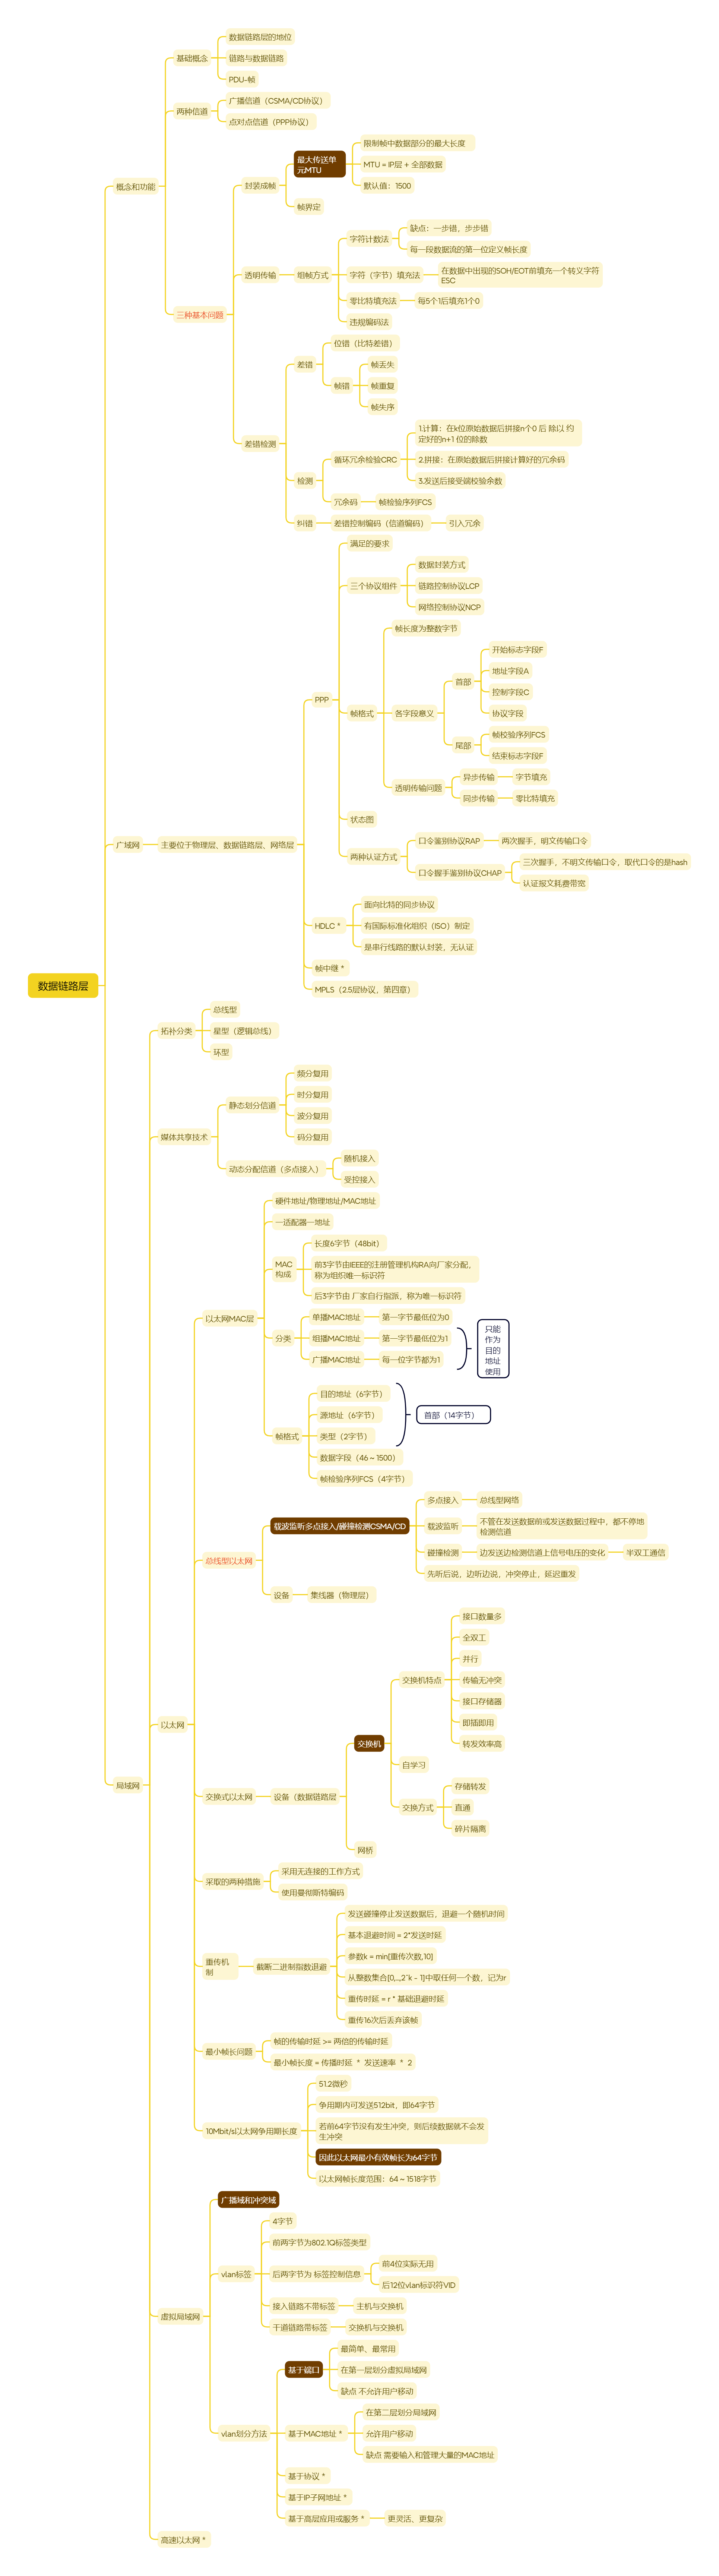 数据链路层
概念和功能
基础概念
数据链路层的地位
链路与数据链路
PDU-帧
两种信道
广播信道（CSMA/CD协议）
点对点信道（PPP协议）
三种基本问题
封装成帧
最大传送单
元MTU
限制帧中数据部分的最大长度
MTU = IP层 + 全部数据
默认值：1500
帧界定
透明传输
组帧方式
字符计数法
缺点：一步错，步步错
每一段数据流的第一位定义帧长度
字符（字节）填充法
在数据中出现的SOH/EOT前填充一个转义字符
ESC
零比特填充法
每5个1后填充1个0
违规编码法
差错检测
差错
位错（比特差错）
帧错
帧丢失
帧重复
帧失序
检测
循环冗余检验CRC
1.计算：在k位原始数据后拼接n个0 后 除以 约
定好的n+1 位的除数
2.拼接：在原始数据后拼接计算好的冗余码
3.发送后接受端校验余数
冗余码
帧检验序列FCS
纠错
差错控制编码（信道编码）
引入冗余
广域网
主要位于物理层、数据链路层、网络层
PPP
满足的要求
三个协议组件
数据封装方式
链路控制协议LCP
网络控制协议NCP
帧格式
帧长度为整数字节
各字段意义
首部
开始标志字段F
地址字段A
控制字段C
协议字段
尾部
帧校验序列FCS
结束标志字段F
透明传输问题
异步传输
字节填充
同步传输
零比特填充
状态图
两种认证方式
口令鉴别协议RAP
两次握手，明文传输口令
口令握手鉴别协议CHAP
三次握手，不明文传输口令，取代口令的是hash
认证报文耗费带宽
HDLC *
面向比特的同步协议
有国际标准化组织（ISO）制定
是串行线路的默认封装，无认证
帧中继 *
MPLS（2.5层协议，第四章）
局域网
拓补分类
总线型
星型（逻辑总线）
环型
媒体共享技术
静态划分信道
频分复用
时分复用
波分复用
码分复用
动态分配信道（多点接入）
随机接入
受控接入
以太网
以太网MAC层
硬件地址/物理地址/MAC地址
一适配器一地址
MAC
构成
长度6字节（48bit）
前3字节由IEEE的注册管理机构RA向厂家分配，
称为组织唯一标识符
后3字节由 厂家自行指派，称为唯一标识符
分类
单播MAC地址
第一字节最低位为0
组播MAC地址
第一字节最低位为1
广播MAC地址
每一位字节都为1
只能
作为
目的
地址
使用
帧格式
目的地址（6字节）
源地址（6字节）
类型（2字节）
首部（14字节）
数据字段（46 ~ 1500）
帧检验序列FCS（4字节）
总线型以太网
载波监听多点接入/碰撞检测CSMA/CD
多点接入
总线型网络
载波监听
不管在发送数据前或发送数据过程中，都不停地
检测信道
碰撞检测
边发送边检测信道上信号电压的变化
半双工通信
先听后说，边听边说，冲突停止，延迟重发
设备
集线器（物理层）
交换式以太网
设备（数据链路层
交换机
交换机特点
接口数量多
全双工
并行
传输无冲突
接口存储器
即插即用
转发效率高
自学习
交换方式
存储转发
直通
碎片隔离
网桥
采取的两种措施
采用无连接的工作方式
使用曼彻斯特编码
重传机
制
截断二进制指数退避
发送碰撞停止发送数据后，退避一个随机时间
基本退避时间 = 2*发送时延
参数k = min[重传次数,10]
从整数集合[0,...,2^k - 1]中取任何一个数，记为r
重传时延 = r * 基础退避时延
重传16次后丢弃该帧
最小帧长问题
帧的传输时延 >= 两倍的传输时延
最小帧长度 = 传播时延 * 发送速率 * 2
10Mbit/s以太网争用期长度
51.2微秒
争用期内可发送512bit，即64字节
若前64字节没有发生冲突，则后续数据就不会发
生冲突
因此以太网最小有效帧长为64字节
以太网帧长度范围：64 ~ 1518字节
虚拟局域网
广播域和冲突域
vlan标签
4字节
前两字节为802.1Q标签类型
后两字节为 标签控制信息
前4位实际无用
后12位vlan标识符VID
接入链路不带标签
主机与交换机
干道链路带标签
交换机与交换机
vlan划分方法
基于端口
最简单、最常用
在第一层划分虚拟局域网
缺点 不允许用户移动
基于MAC地址 *
在第二层划分局域网
允许用户移动
缺点 需要输入和管理大量的MAC地址
基于协议 *
基于IP子网地址 *
基于高层应用或服务 *
更灵活、更复杂
高速以太网 *